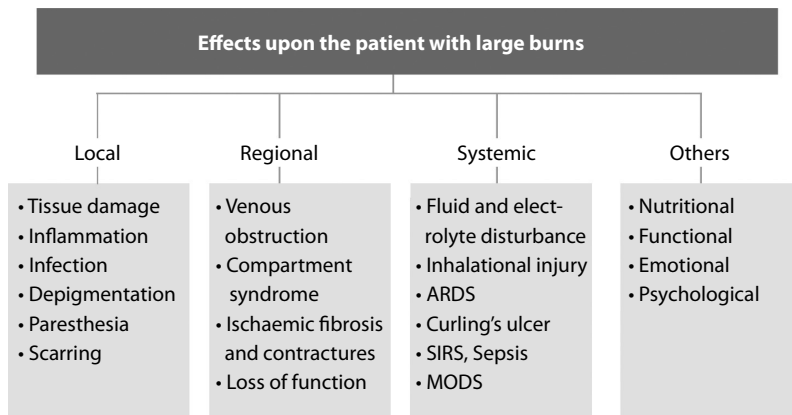 Effects upon the patient with large burns
Local
• Tissue damage
• Inflammation
• Infection
• Depigmentation
• Paresthesia
• Scarring
Regional
• Venous
obstruction
• Compartment
syndrome
• Ischaemic fibrosis
and contractures
• Loss of function
Systemic
• Fluid and elect-
rolyte disturbance
• Inhalational injury
• ARDS
• Curling’s ulcer
• SIRS, Sepsis
• MODS
Others
• Nutritional
• Functional
• Emotional
• Psychological